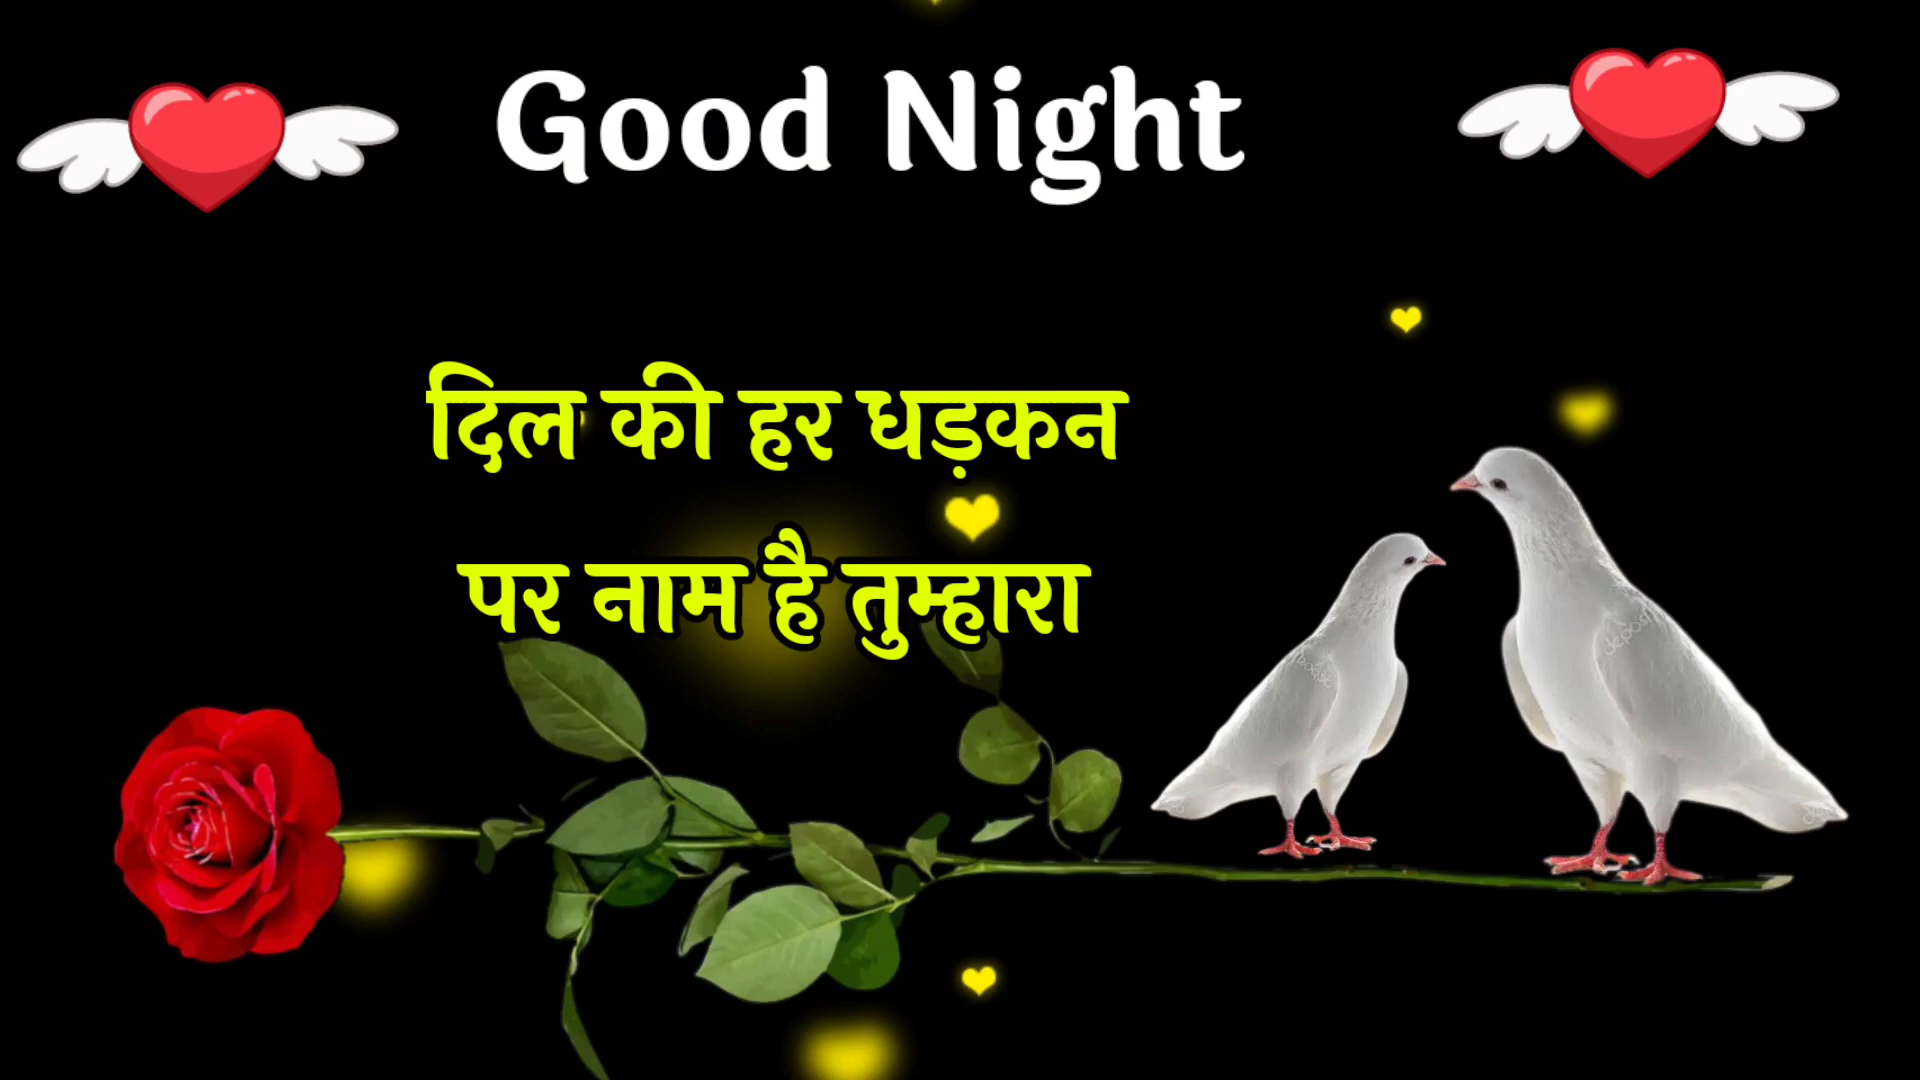 Good Night
दिल की हर धड़कन
पर नाम है तुम्हारा